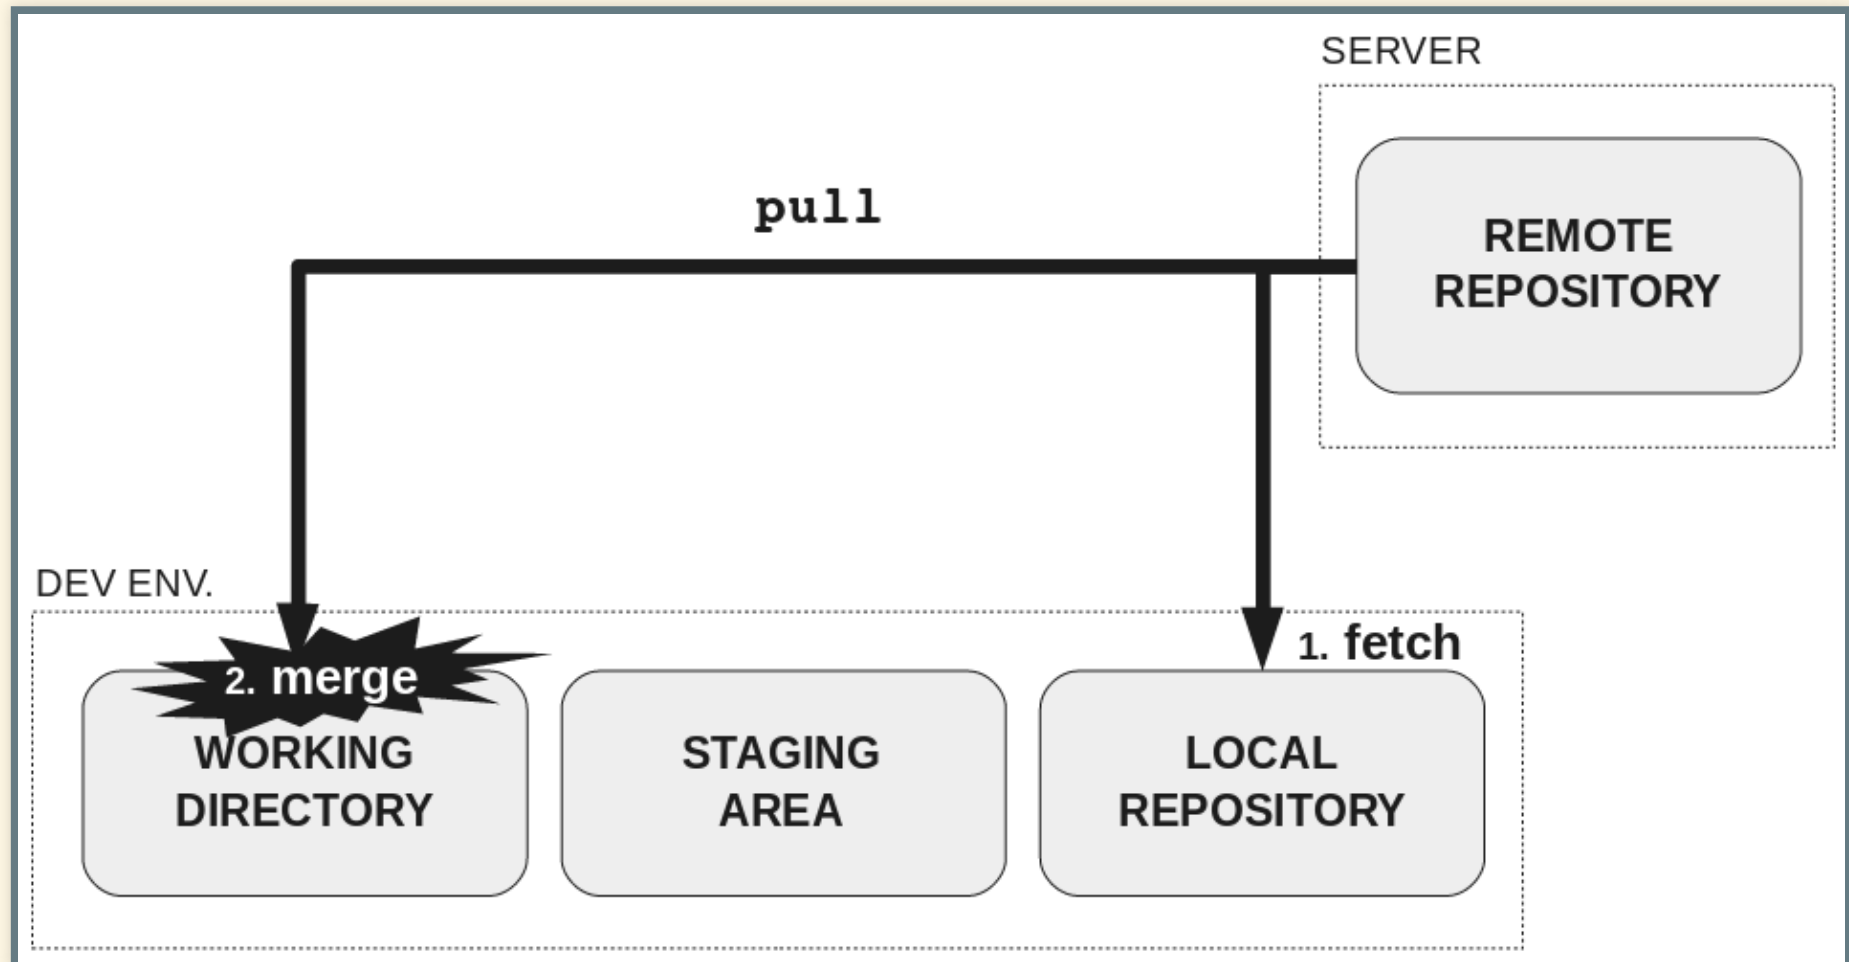 SERVER
REMOTE
REPOSITORY
pull
DEV ENV.
1. fetch
2. merge
WORKING
DIRECTORY
STAGING
AREA
LOCAL
REPOSITORY